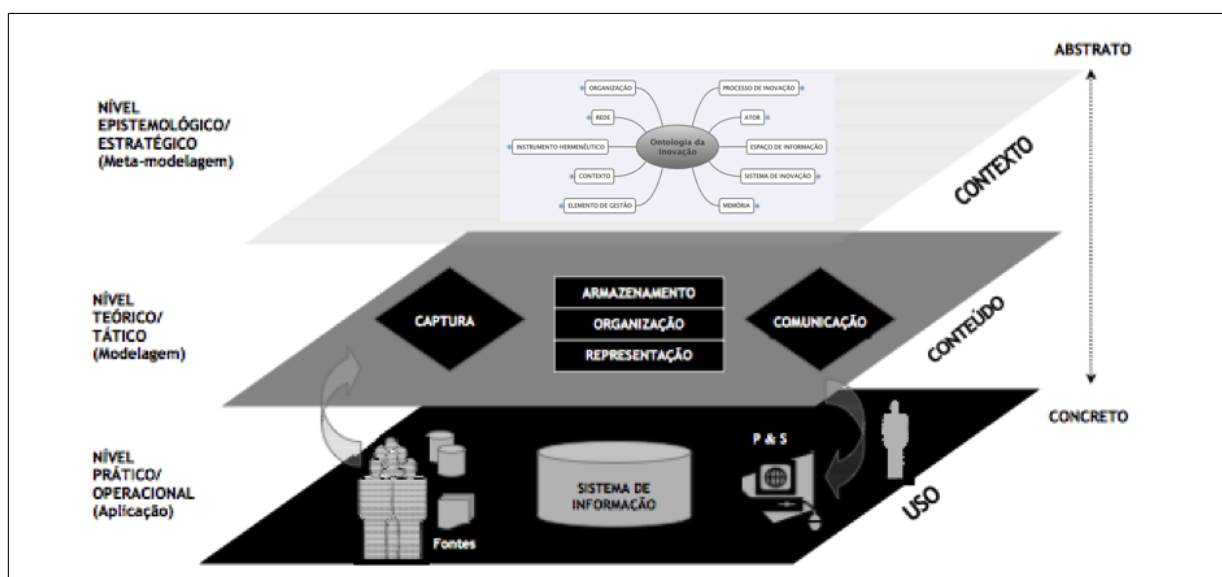 ABSTRATO
NÍVEL
EPISTEMOLÓGICO/
ESTRATÉGICO
(Meta-modelagem)
ORGANIZAÇÃO
PROCESSO DE INOVAÇÃO
REDE
ATOR
Ontologia da
Inovação
INSTRUMENTO HERMENÊUTICO
ESPAÇO DE INFORMAÇÃO
CONTEXTO
SISTEMA DE INOVAÇÃO
ELEMENTO DE GESTÃO
MEMÓRIA
CONTEXTO
NÍVEL
TEÓRICO/
TÁTICO
(Modelagem)
CAPTURA
ARMAZENAMENTO
ORGANIZAÇÃO
REPRESENTAÇÃO
COMUNICAÇÃO
CONTEÚDO
CONCRETO
NÍVEL
PRÁTICO/
OPERACIONAL
(Aplicação)
Fontes
SISTEMA DE
INFORMAÇÃO
P & S
USO